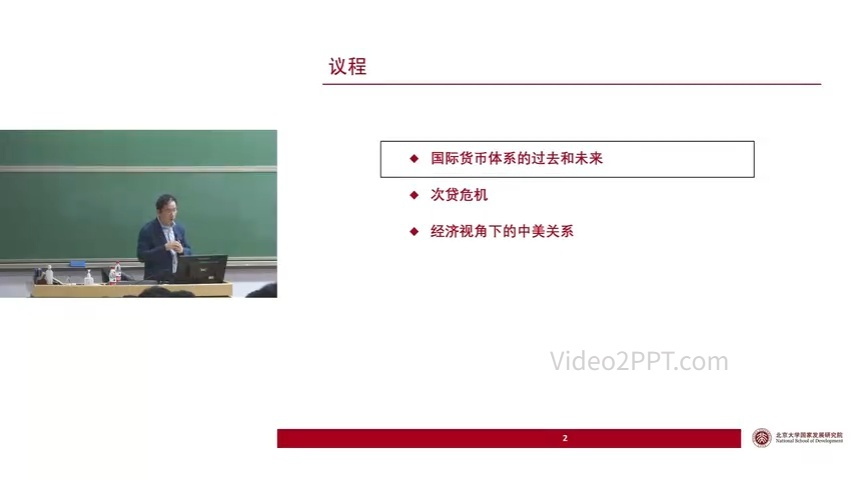 议程
◆ 国际货币体系的过去和未来
◆ 次贷危机
◆ 经济视角下的中美关系
Video2PPT.com
2
北京大学国家发展研究院
National School of Development